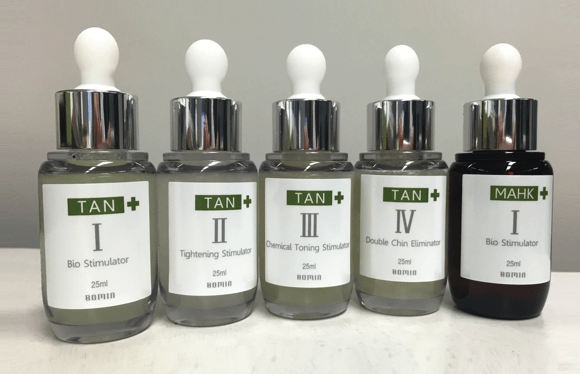 TAN+
I
Bio Stimulator
25ml
BOMIN
TAN+
II
Tightening Stimulator
25ml
BOMIN
TAN+
III
Chemical Toning Stimulator
25ml
BOMIN
TAN+
IV
Double Chin Eliminator
25ml
BOMIN
MAHK+
I
Bio Stimulator
25ml
BOMIN